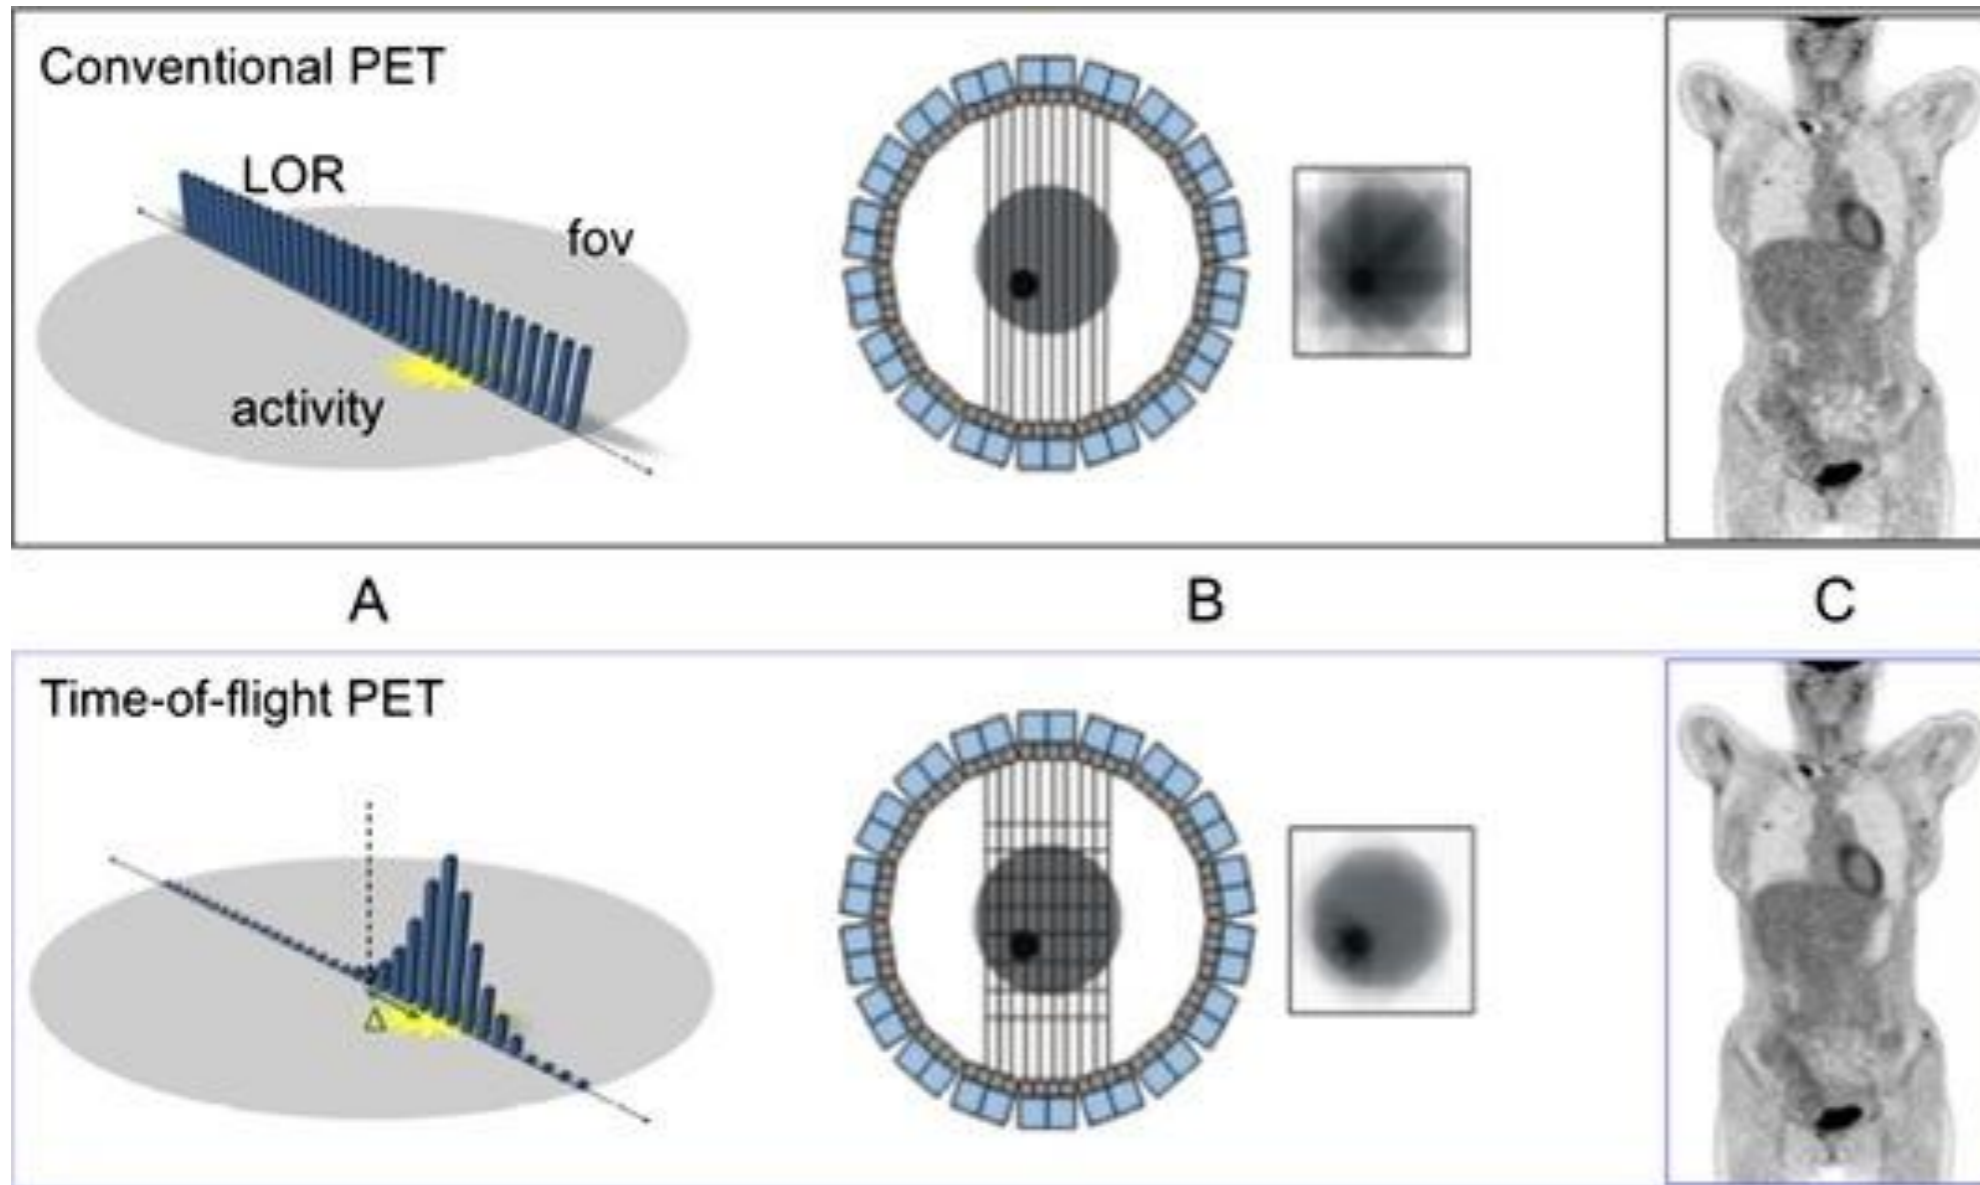 Conventional PET
LOR
fov
activity
A
B
C
Time-of-flight PET
Δ